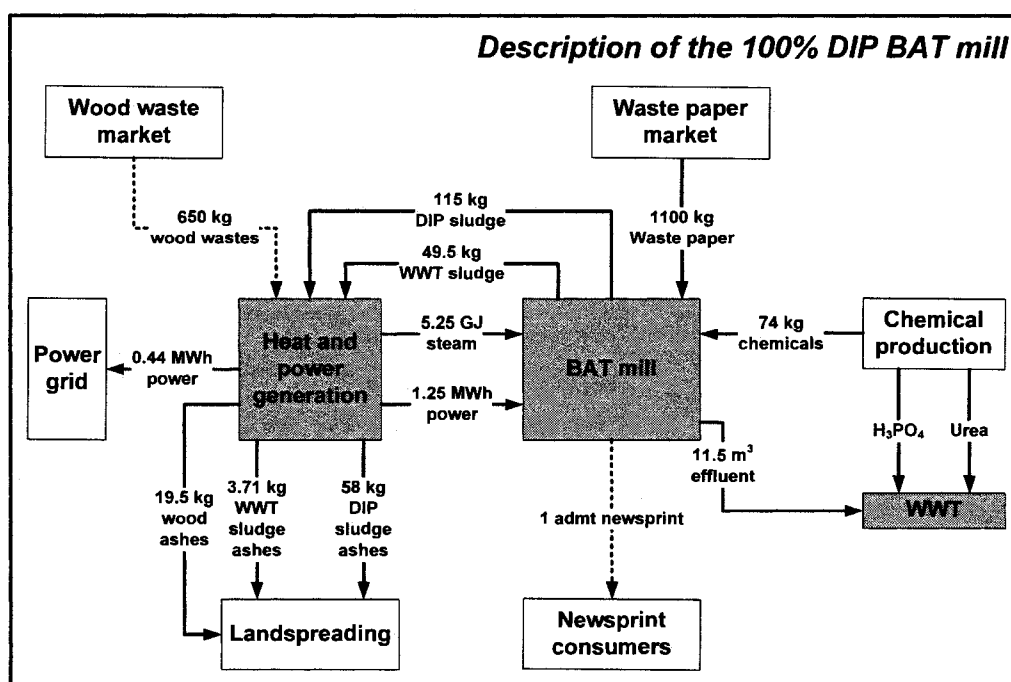 Description of the 100% DIP BAT mill
Wood waste
market
Waste paper
market
115 kg
DIP sludge
650 kg
wood wastes
1100 kg
Waste paper
49.5 kg
WWT sludge
Power
grid
0.44 MWh
power
Heat and
power
generation
5.25 GJ
steam
1.25 MWh
power
BAT mill
74 kg
chemicals
Chemical
production
H₃PO₄
Urea
11.5 m³
effluent
WWT
19.5 kg
wood
ashes
3.71 kg
WWT
sludge
ashes
58 kg
DIP
sludge
ashes
1 admt newsprint
Landspreading
Newsprint
consumers